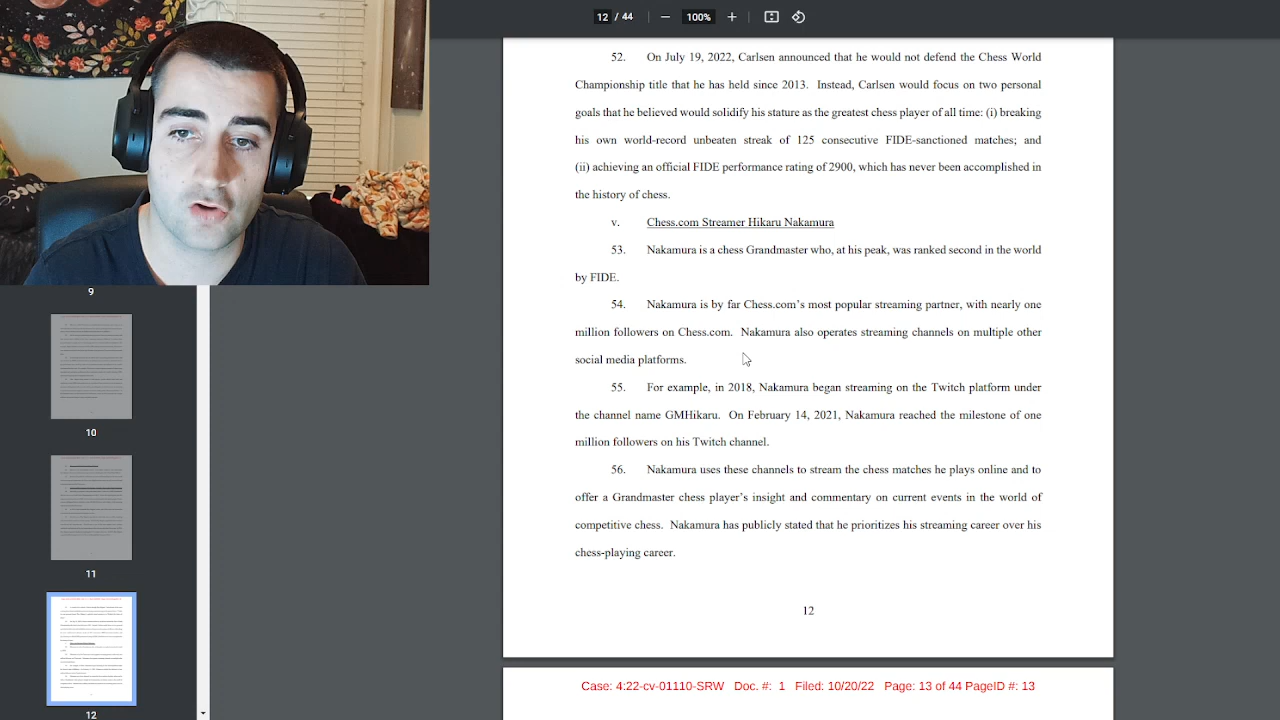 12 / 44
100%
52. On July 19, 2022, Carlsen announced that he would not defend the Chess World
Championship title that he has held since 2013. Instead, Carlsen would focus on two personal
goals that he believed would solidify his stature as the greatest chess player of all time: (i) breaking
his own world-record unbeaten streak of 125 consecutive FIDE-sanctioned matches; and
(ii) achieving an official FIDE performance rating of 2900, which has never been accomplished in
the history of chess.
v. Chess.com Streamer Hikaru Nakamura
53. Nakamura is a chess Grandmaster who, at his peak, was ranked second in the world
by FIDE.
54. Nakamura is by far Chess.com’s most popular streaming partner, with nearly one
million followers on Chess.com. Nakamura also operates streaming channels on multiple other
social media platforms.
55. For example, in 2018, Nakamura began streaming on the Twitch platform under
the channel name GMHikaru. On February 14, 2021, Nakamura reached the milestone of one
million followers on his Twitch channel.
56. Nakamura uses these channels to stream the chess matches he plays online and to
offer a Grandmaster chess player’s insight and commentary on current events in the world of
competitive chess. Nakamura has publicly stated that he prioritizes his streaming career over his
chess-playing career.
12
Case: 4:22-cv-01110-SRW Doc. #: 1 Filed: 10/20/22 Page: 13 of 44 PageID #: 13
9
10
11
12